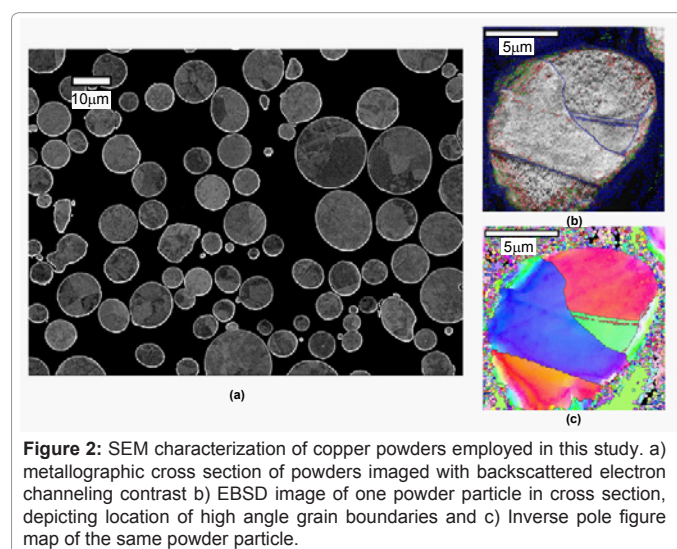 10µm
(a)
5µm
(b)
5µm
(c)
Figure 2: SEM characterization of copper powders employed in this study. a)
metallographic cross section of powders imaged with backscattered electron
channeling contrast b) EBSD image of one powder particle in cross section,
depicting location of high angle grain boundaries and c) Inverse pole figure
map of the same powder particle.